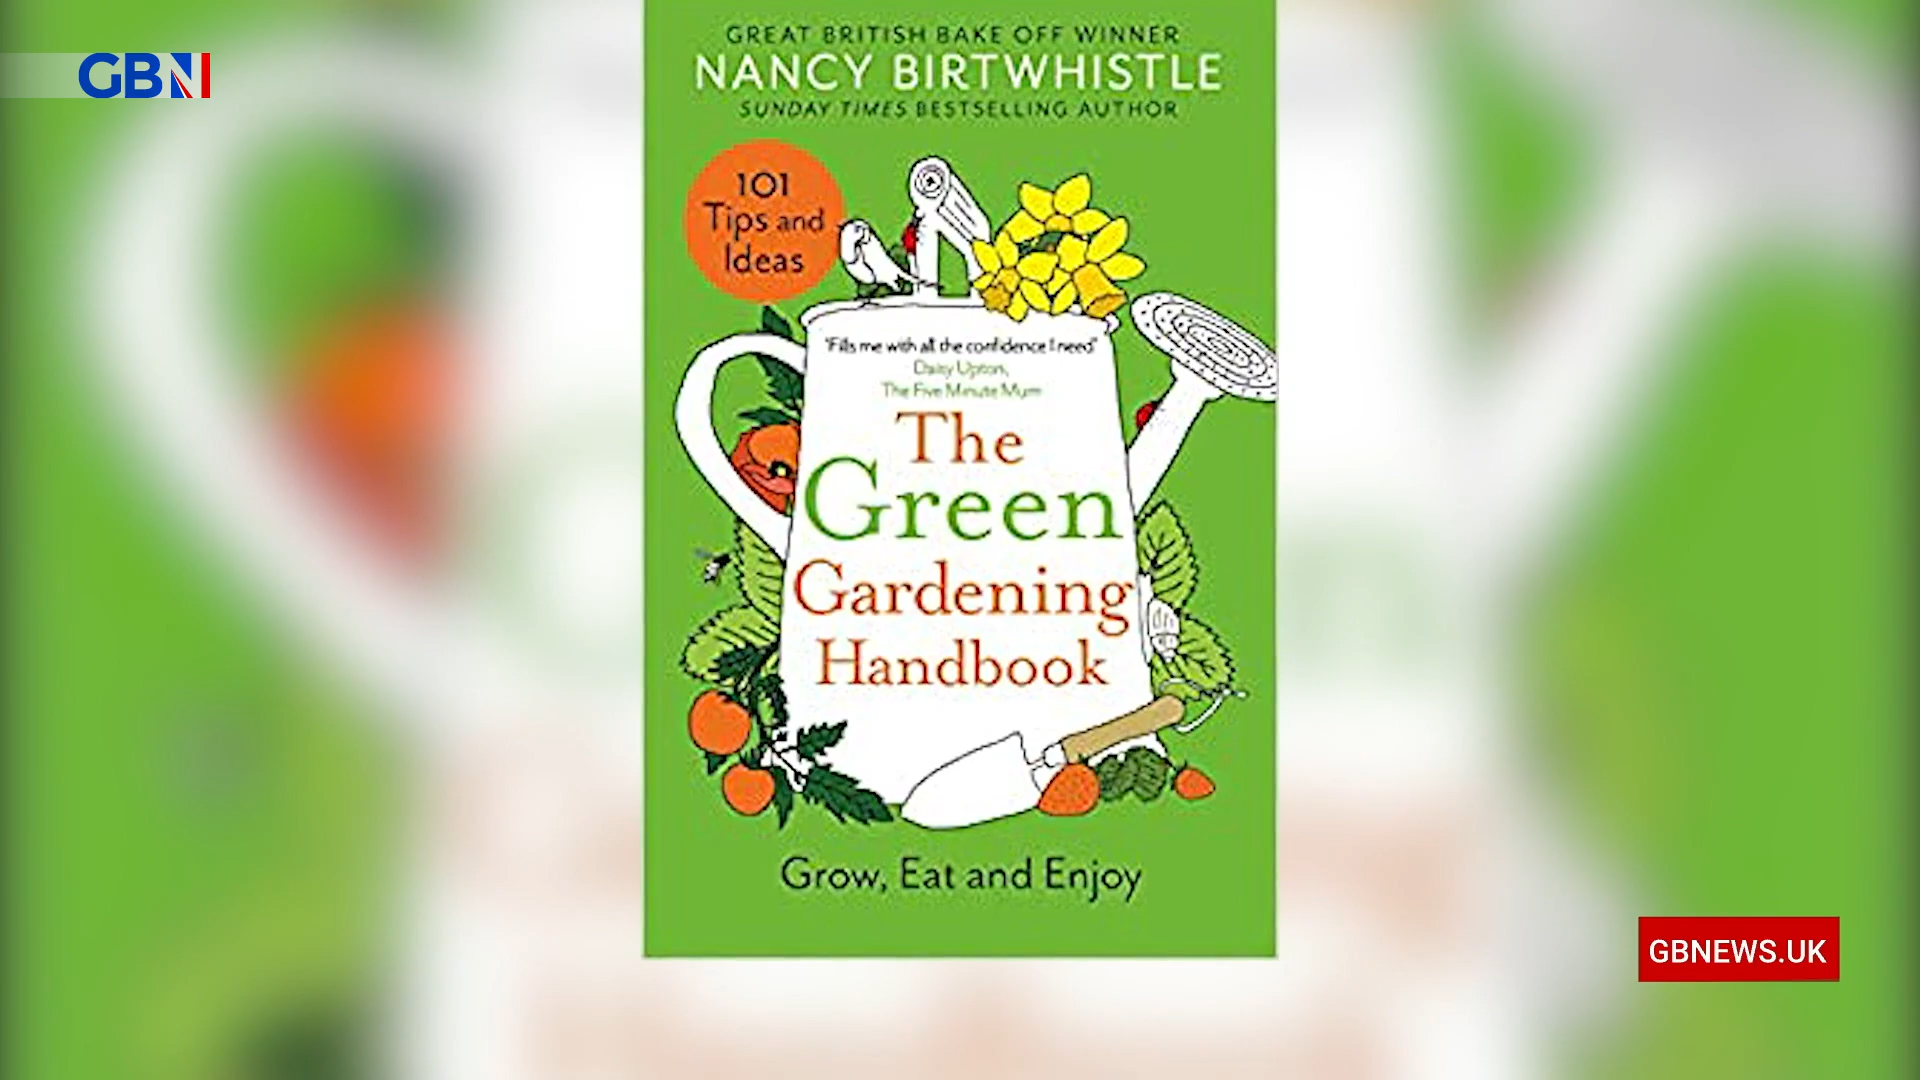 GBN
GREAT BRITISH BAKE OFF WINNER
NANCY BIRTWHISTLE
SUNDAY TIMES BESTSELLING AUTHOR
101
Tips and
Ideas
"Fills me with all the confidence I need"
Daisy Upton,
The Five Minute Mum
The
Green
Gardening
Handbook
Grow, Eat and Enjoy
GBNEWS.UK